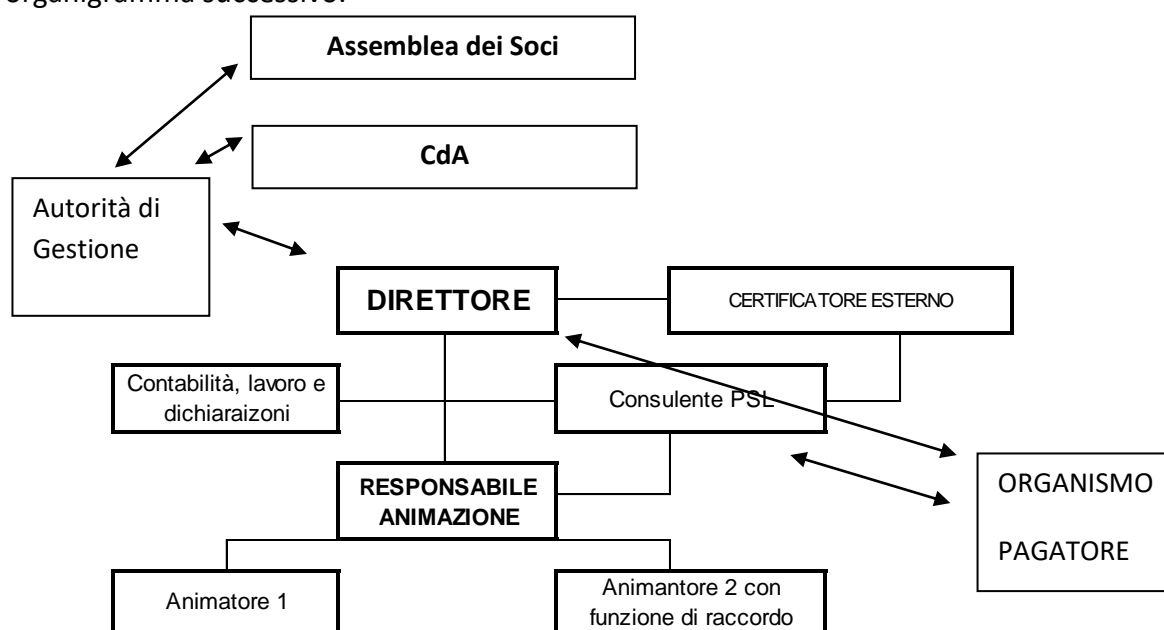 organigramma successivo:
Assemblea dei Soci
CdA
Autorità di
Gestione
DIRETTORE
CERTIFICATORE ESTERNO
Contabilità, lavoro e
dichiaraizoni
Consulente PSL
RESPONSABILE
ANIMAZIONE
ORGANISMO
PAGATORE
Animatore 1
Animantore 2 con
funzione di raccordo